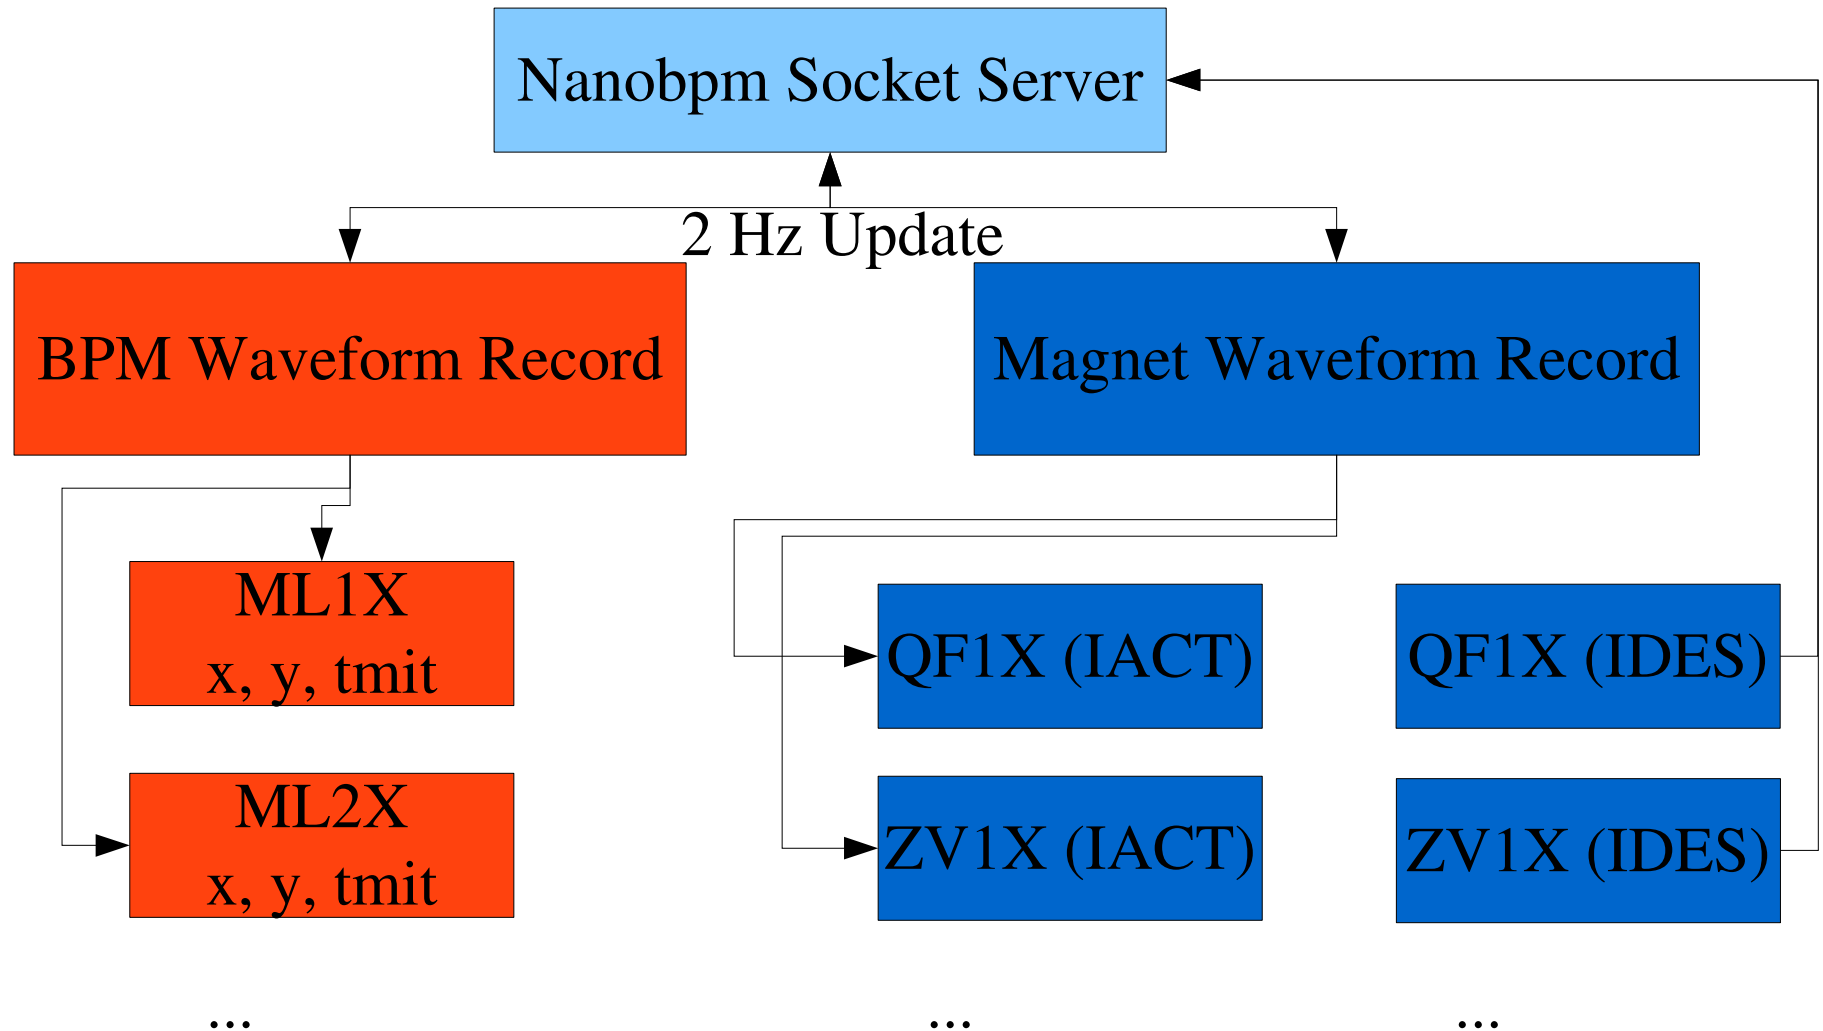 Nanobpm Socket Server
2 Hz Update
BPM Waveform Record
Magnet Waveform Record
ML1X
x, y, tmit
QF1X (IACT)
QF1X (IDES)
ML2X
x, y, tmit
ZV1X (IACT)
ZV1X (IDES)
...
...
...